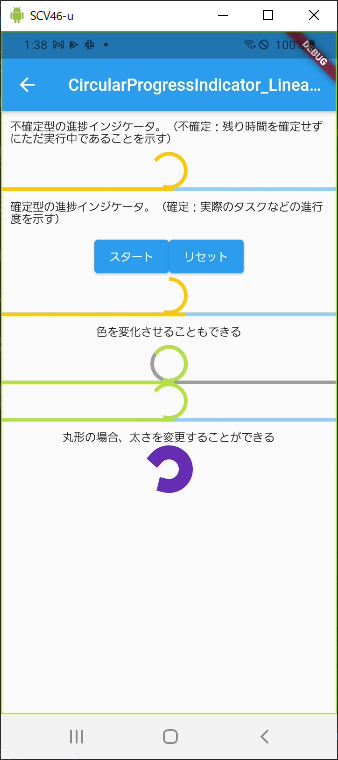 SCV46-u
1:38
100%
DEBUG
CircularProgressIndicator_Linea...
不確定型の進捗インジケータ。（不確定：残り時間を確定せず
にただ実行中であることを示す）
確定型の進捗インジケータ。（確定：実際のタスクなどの進行
度を示す）
スタート リセット
色を変化させることもできる
丸形の場合、太さを変更することができる